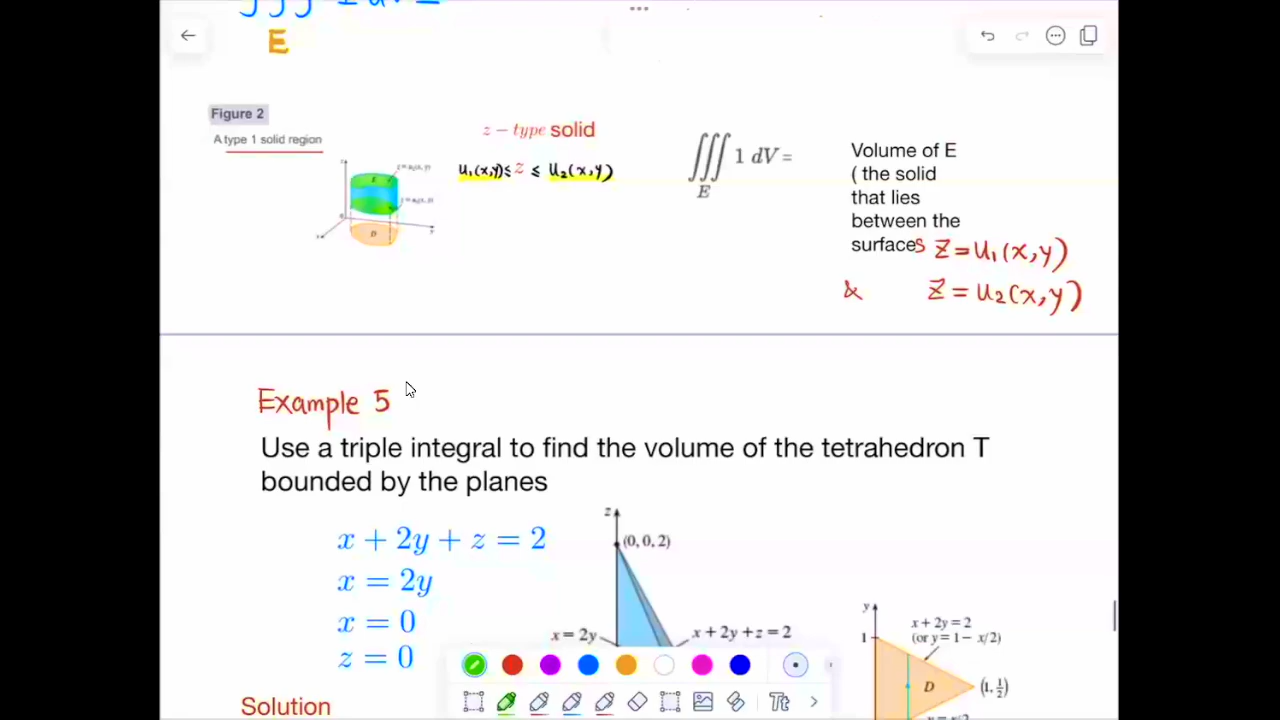 E
Figure 2
A type 1 solid region
z – type solid
u₁(x,y) ≤ z ≤ u₂(x,y)
∭ 1 dV =
E
Volume of E
( the solid
that lies
between the
surfaces z = u₁(x,y)
& z = u₂(x,y)
z
E
D
x
y
Example 5
Use a triple integral to find the volume of the tetrahedron T
bounded by the planes
x + 2y + z = 2
x = 2y
x = 0
z = 0
z
(0, 0, 2)
x = 2y
x + 2y + z = 2
y
1
x + 2y = 2
(or y = 1 − x/2)
D
(1, ½)
Solution
Tt